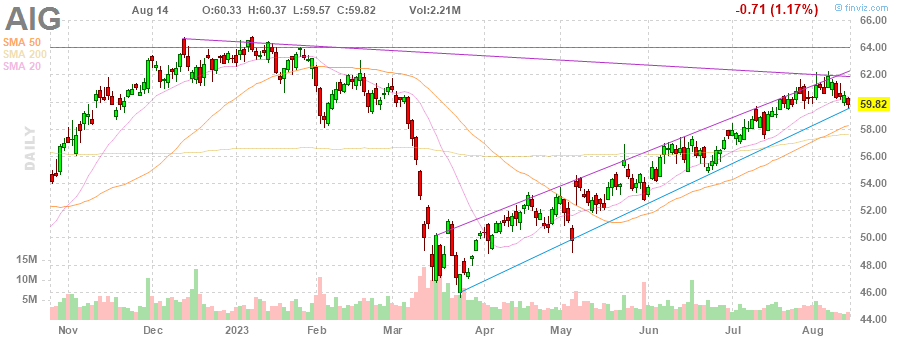 AIG
Aug 14 O:60.33 H:60.37 L:59.57 C:59.82 Vol:2.21M
-0.71 (1.17%)
© finviz.com
SMA 50
SMA 200
SMA 20
DAILY
66.00
64.00
62.00
59.82
58.00
56.00
54.00
52.00
50.00
48.00
46.00
44.00
15M
10M
5M
Nov Dec 2023 Feb Mar Apr May Jun Jul Aug